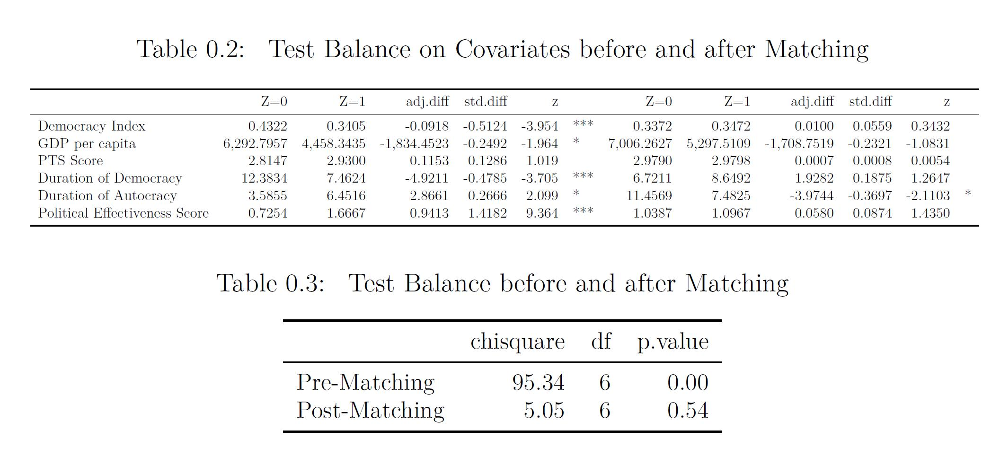 Table 0.2: Test Balance on Covariates before and after Matching
Z=0 Z=1 adj.diff std.diff z Z=0 Z=1 adj.diff std.diff z
Democracy Index 0.4322 0.3405 -0.0918 -0.5124 -3.954 *** 0.3372 0.3472 0.0100 0.0559 0.3432
GDP per capita 6,292.7957 4,458.3435 -1,834.4523 -0.2492 -1.964 * 7,006.2627 5,297.5109 -1,708.7519 -0.2321 -1.0831
PTS Score 2.8147 2.9300 0.1153 0.1286 1.019 2.9790 2.9798 0.0007 0.0008 0.0054
Duration of Democracy 12.3834 7.4624 -4.9211 -0.4785 -3.705 *** 6.7211 8.6492 1.9282 0.1875 1.2647
Duration of Autocracy 3.5855 6.4516 2.8661 0.2666 2.099 * 11.4569 7.4825 -3.9744 -0.3697 -2.1103 *
Political Effectiveness Score 0.7254 1.6667 0.9413 1.4182 9.364 *** 1.0387 1.0967 0.0580 0.0874 1.4350
Table 0.3: Test Balance before and after Matching
chisquare df p.value
Pre-Matching 95.34 6 0.00
Post-Matching 5.05 6 0.54